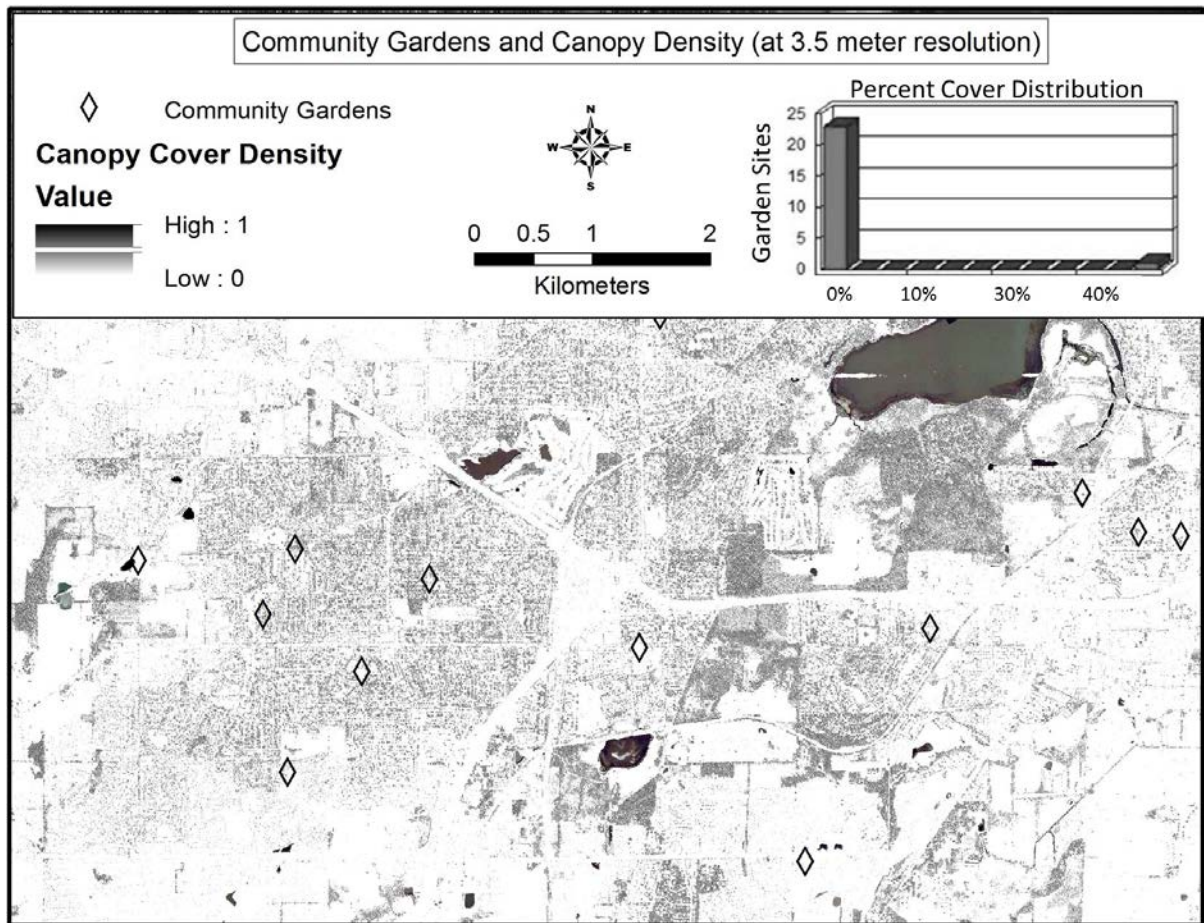 Community Gardens and Canopy Density (at 3.5 meter resolution)
Community Gardens
Canopy Cover Density
Value
High : 1
Low : 0
N
W E
S
0 0.5 1 2
Kilometers
Percent Cover Distribution
Garden Sites
25
20
15
10
5
0
0% 10% 30% 40%